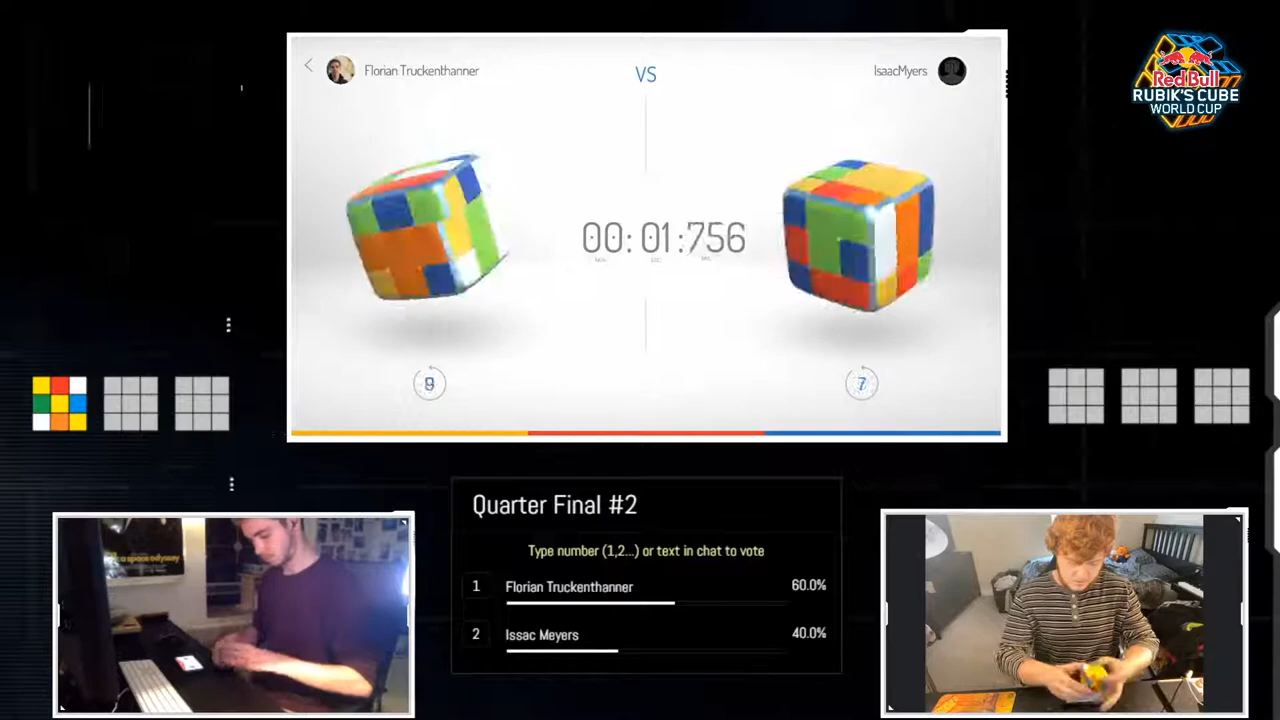 Florian Truckenthanner
VS
IsaacMyers
Red Bull
RUBIK'S CUBE
WORLD CUP
00: 01 :756
9
7
Quarter Final #2
Type number (1,2...) or text in chat to vote
1 Florian Truckenthanner 60.0%
2 Issac Meyers 40.0%
a space odyssey